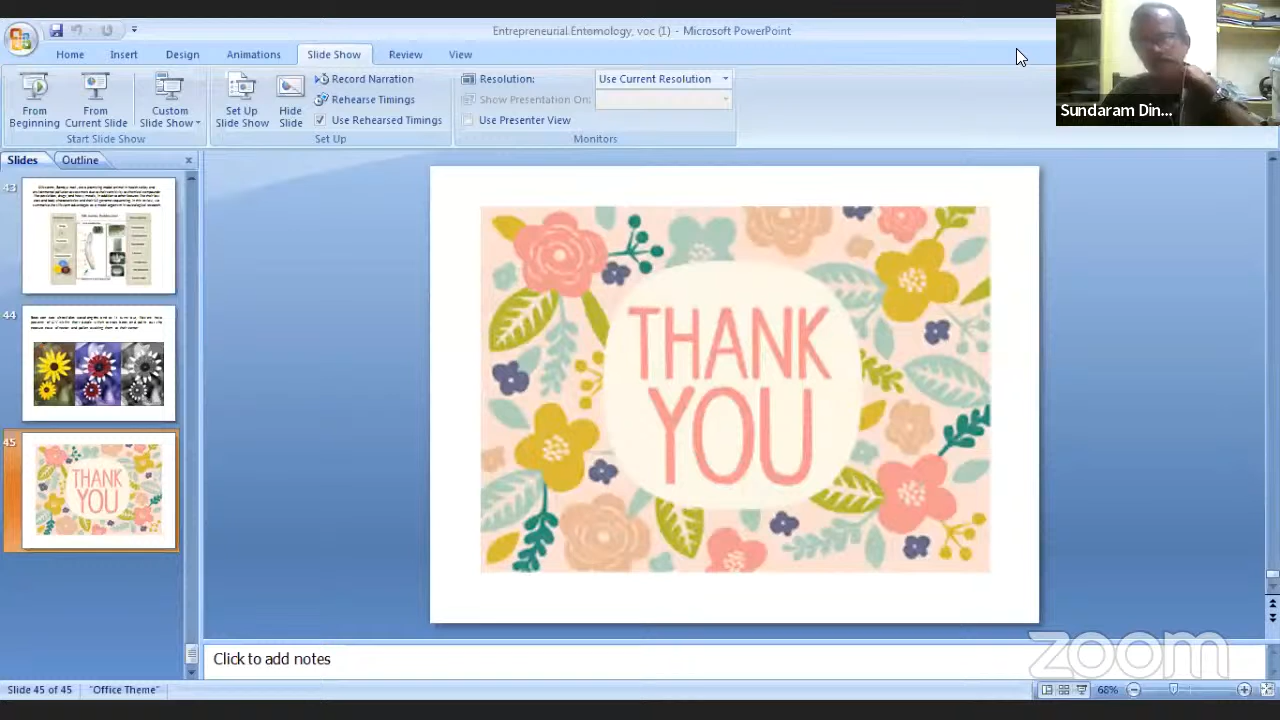 Entrepreneurial Entomology, voc (1) - Microsoft PowerPoint
Home Insert Design Animations Slide Show Review View
From Beginning
From Current Slide
Custom Slide Show
Start Slide Show
Set Up Slide Show
Hide Slide
Record Narration
Rehearse Timings
Use Rehearsed Timings
Set Up
Resolution: Use Current Resolution
Show Presentation On:
Use Presenter View
Monitors
Sundaram Din...
Slides Outline
43
44
45
THANK
YOU
THANK
YOU
Click to add notes
zoom
Slide 45 of 45 "Office Theme" 68%